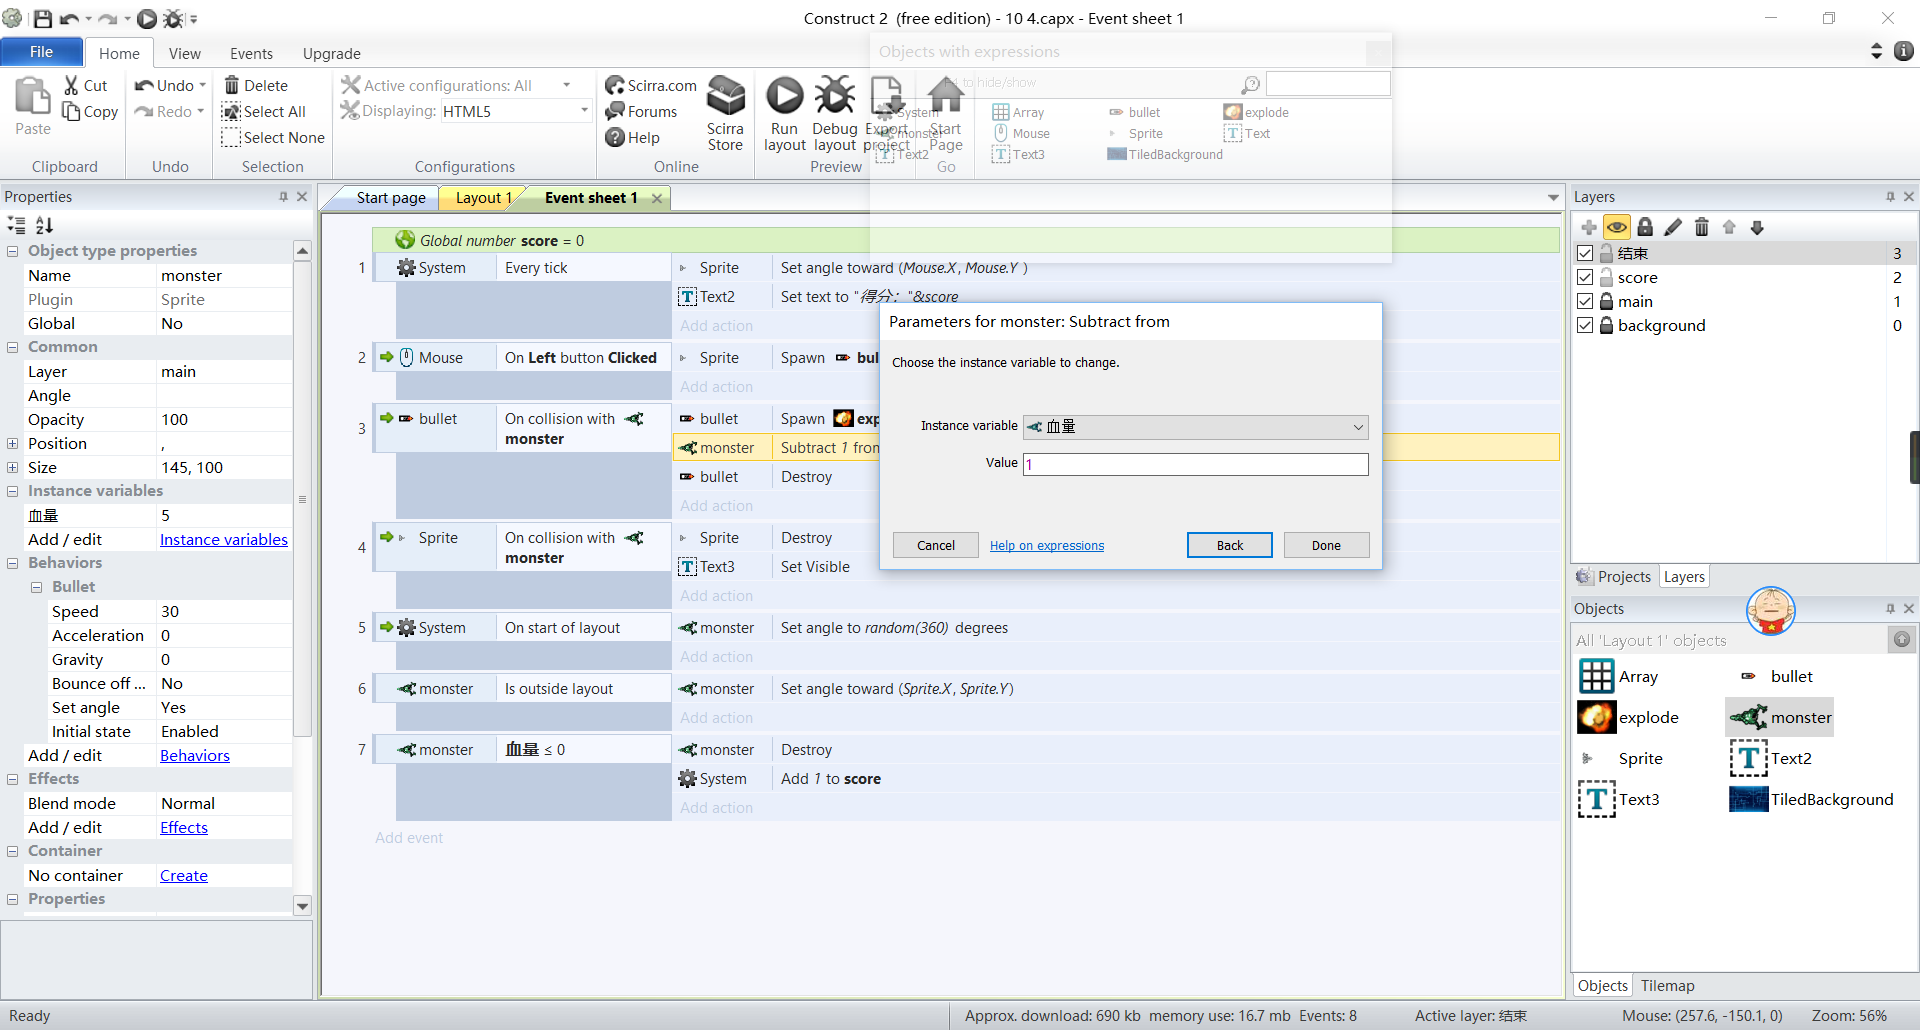 Construct 2 (free edition) - 10 4.capx - Event sheet 1
File
Home
View
Events
Upgrade
Paste
Cut
Copy
Clipboard
Undo
Redo
Undo
Delete
Select All
Select None
Selection
Active configurations: All
Displaying: HTML5
Configurations
Scirra.com
Forums
Help
Scirra Store
Online
Run layout
Debug layout
Export project
Preview
Start Page
Go
Objects with expressions
to hide/show
System
Array
bullet
explode
monster
Mouse
Sprite
Text
Text2
Text3
TiledBackground
Properties
Object type properties
Name monster
Plugin Sprite
Global No
Common
Layer main
Angle
Opacity 100
Position ,
Size 145, 100
Instance variables
血量 5
Add / edit Instance variables
Behaviors
Bullet
Speed 30
Acceleration 0
Gravity 0
Bounce off ... No
Set angle Yes
Initial state Enabled
Add / edit Behaviors
Effects
Blend mode Normal
Add / edit Effects
Container
No container Create
Properties
Start page
Layout 1
Event sheet 1
Global number score = 0
1 System Every tick Sprite Set angle toward (Mouse.X, Mouse.Y )
Text2 Set text to "得分："&score
Add action
2 Mouse On Left button Clicked Sprite Spawn bul
Add action
3 bullet On collision with monster bullet Spawn exp
monster Subtract 1 from
bullet Destroy
Add action
4 Sprite On collision with monster Sprite Destroy
Text3 Set Visible
Add action
5 System On start of layout monster Set angle to random(360) degrees
Add action
6 monster Is outside layout monster Set angle toward (Sprite.X, Sprite.Y)
Add action
7 monster 血量 ≤ 0 monster Destroy
System Add 1 to score
Add action
Add event
Parameters for monster: Subtract from
Choose the instance variable to change.
Instance variable 血量
Value 1
Cancel
Help on expressions
Back
Done
Layers
结束 3
score 2
main 1
background 0
Projects
Layers
Objects
All 'Layout 1' objects
Array
bullet
explode
monster
Sprite
Text2
Text3
TiledBackground
Objects
Tilemap
Ready
Approx. download: 690 kb memory use: 16.7 mb Events: 8
Active layer: 结束
Mouse: (257.6, -150.1, 0)
Zoom: 56%